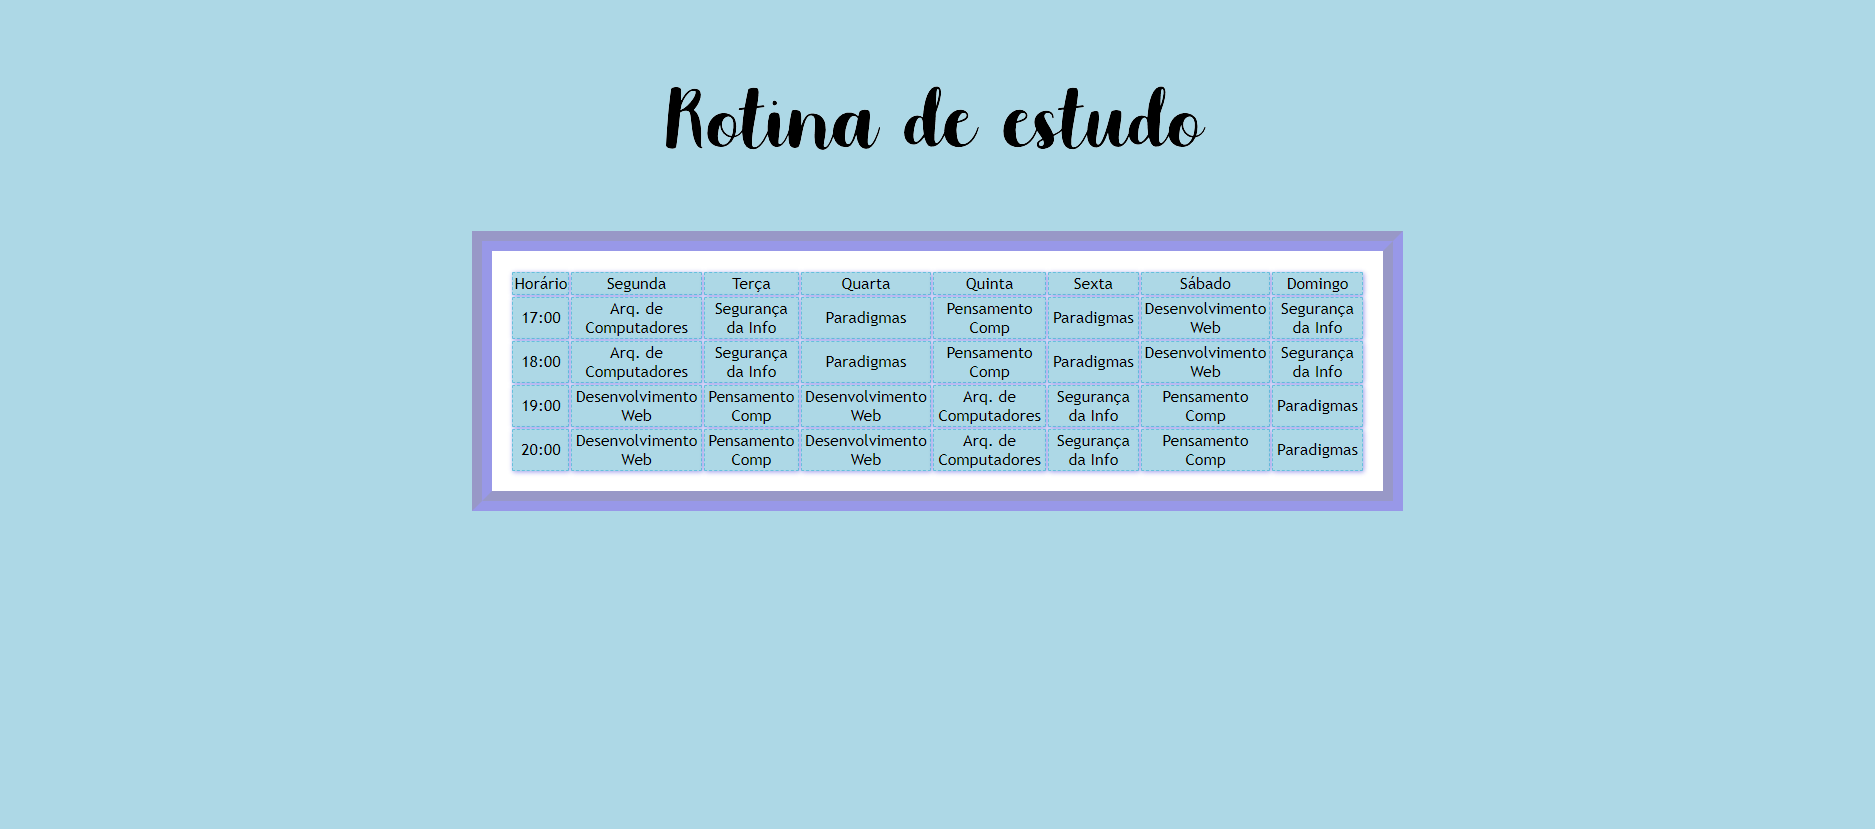 Rotina de estudo
Horário Segunda Terça Quarta Quinta Sexta Sábado Domingo
17:00 Arq. de Computadores Segurança da Info Paradigmas Pensamento Comp Paradigmas Desenvolvimento Web Segurança da Info
18:00 Arq. de Computadores Segurança da Info Paradigmas Pensamento Comp Paradigmas Desenvolvimento Web Segurança da Info
19:00 Desenvolvimento Web Pensamento Comp Desenvolvimento Web Arq. de Computadores Segurança da Info Pensamento Comp Paradigmas
20:00 Desenvolvimento Web Pensamento Comp Desenvolvimento Web Arq. de Computadores Segurança da Info Pensamento Comp Paradigmas